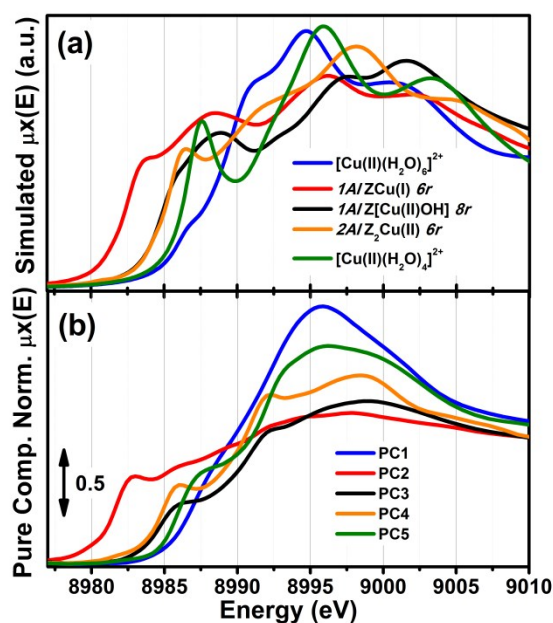 (a)
Simulated μx(E) (a.u.)
[Cu(II)(H₂O)₆]²⁺
1Al ZCu(I) 6r
1Al Z[Cu(II)OH] 8r
2Al Z₂Cu(II) 6r
[Cu(II)(H₂O)₄]²⁺
(b)
Pure Comp. Norm. μx(E)
0.5
PC1
PC2
PC3
PC4
PC5
8980 8985 8990 8995 9000 9005 9010
Energy (eV)